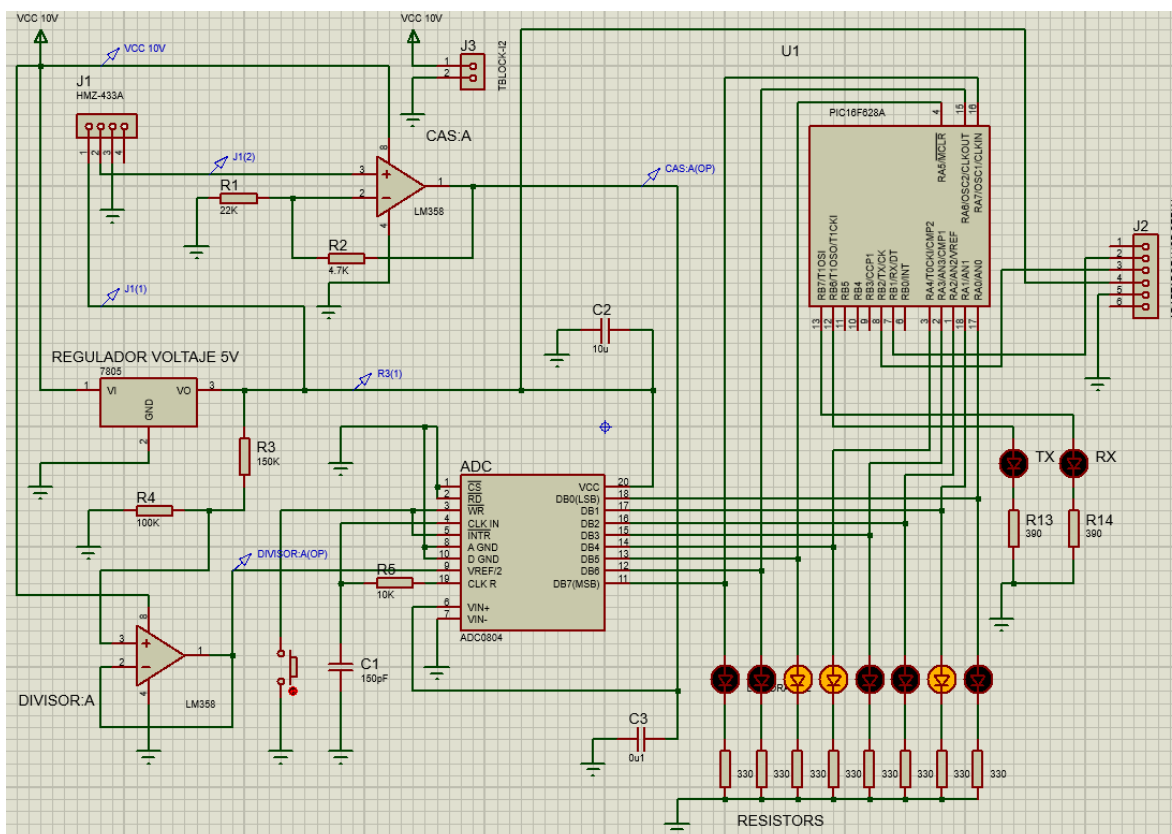 VCC 10V
VCC 10V
VCC 10V
J1
HMZ-433A
1 2 3 4
J3
1
2
TBLOCK-I2
CAS:A
J1(2)
8
3
2
1
4
LM358
CAS:A(OP)
R1
22K
R2
4.7K
J1(1)
U1
PIC16F628A
4 15 16
RA5/MCLR
RA6/OSC2/CLKOUT
RA7/OSC1/CLKIN
RB7/T1OSI
RB6/T1OSO/T1CKI
RB5
RB4
RB3/CCP1
RB2/TX/CK
RB1/RX/DT
RB0/INT
RA4/T0CKI/CMP2
RA3/AN3/CMP1
RA2/AN2/VREF
RA1/AN1
RA0/AN0
13 12 11 10 9 8 7 6 3 2 1 18 17
J2
1
2
3
4
5
6
C2
10u
REGULADOR VOLTAJE 5V
7805
1 VI VO 3
GND
2
R3(1)
R3
150K
R4
100K
DIVISOR:A(OP)
8
3
2
1
4
LM358
DIVISOR:A
ADC
1 CS
2 RD
3 WR
4 CLK IN
5 INTR
8 A GND
10 D GND
9 VREF/2
19 CLK R
6 VIN+
7 VIN-
VCC 20
DB0(LSB) 18
DB1 17
DB2 16
DB3 15
DB4 14
DB5 13
DB6 12
DB7(MSB) 11
ADC0804
R5
10K
C1
150pF
C3
0u1
TX
RX
R13
390
R14
390
330 330 330 330 330 330 330 330
RESISTORS